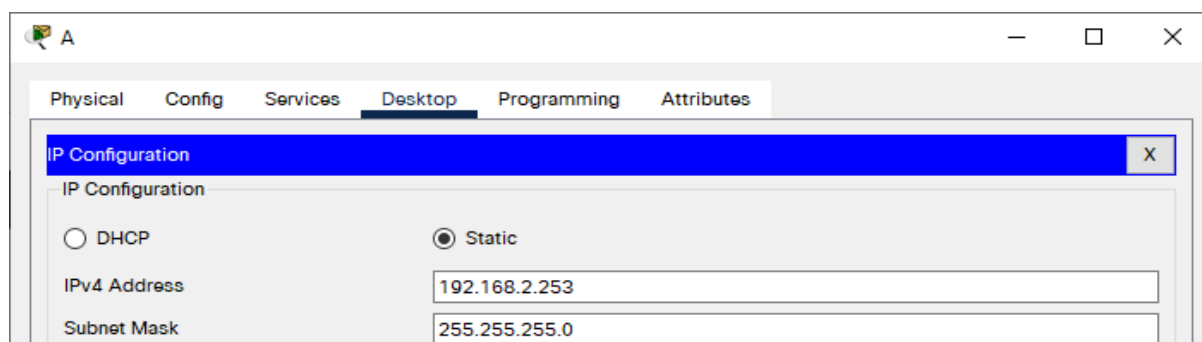 A
Physical Config Services Desktop Programming Attributes
IP Configuration X
IP Configuration
DHCP Static
IPv4 Address 192.168.2.253
Subnet Mask 255.255.255.0